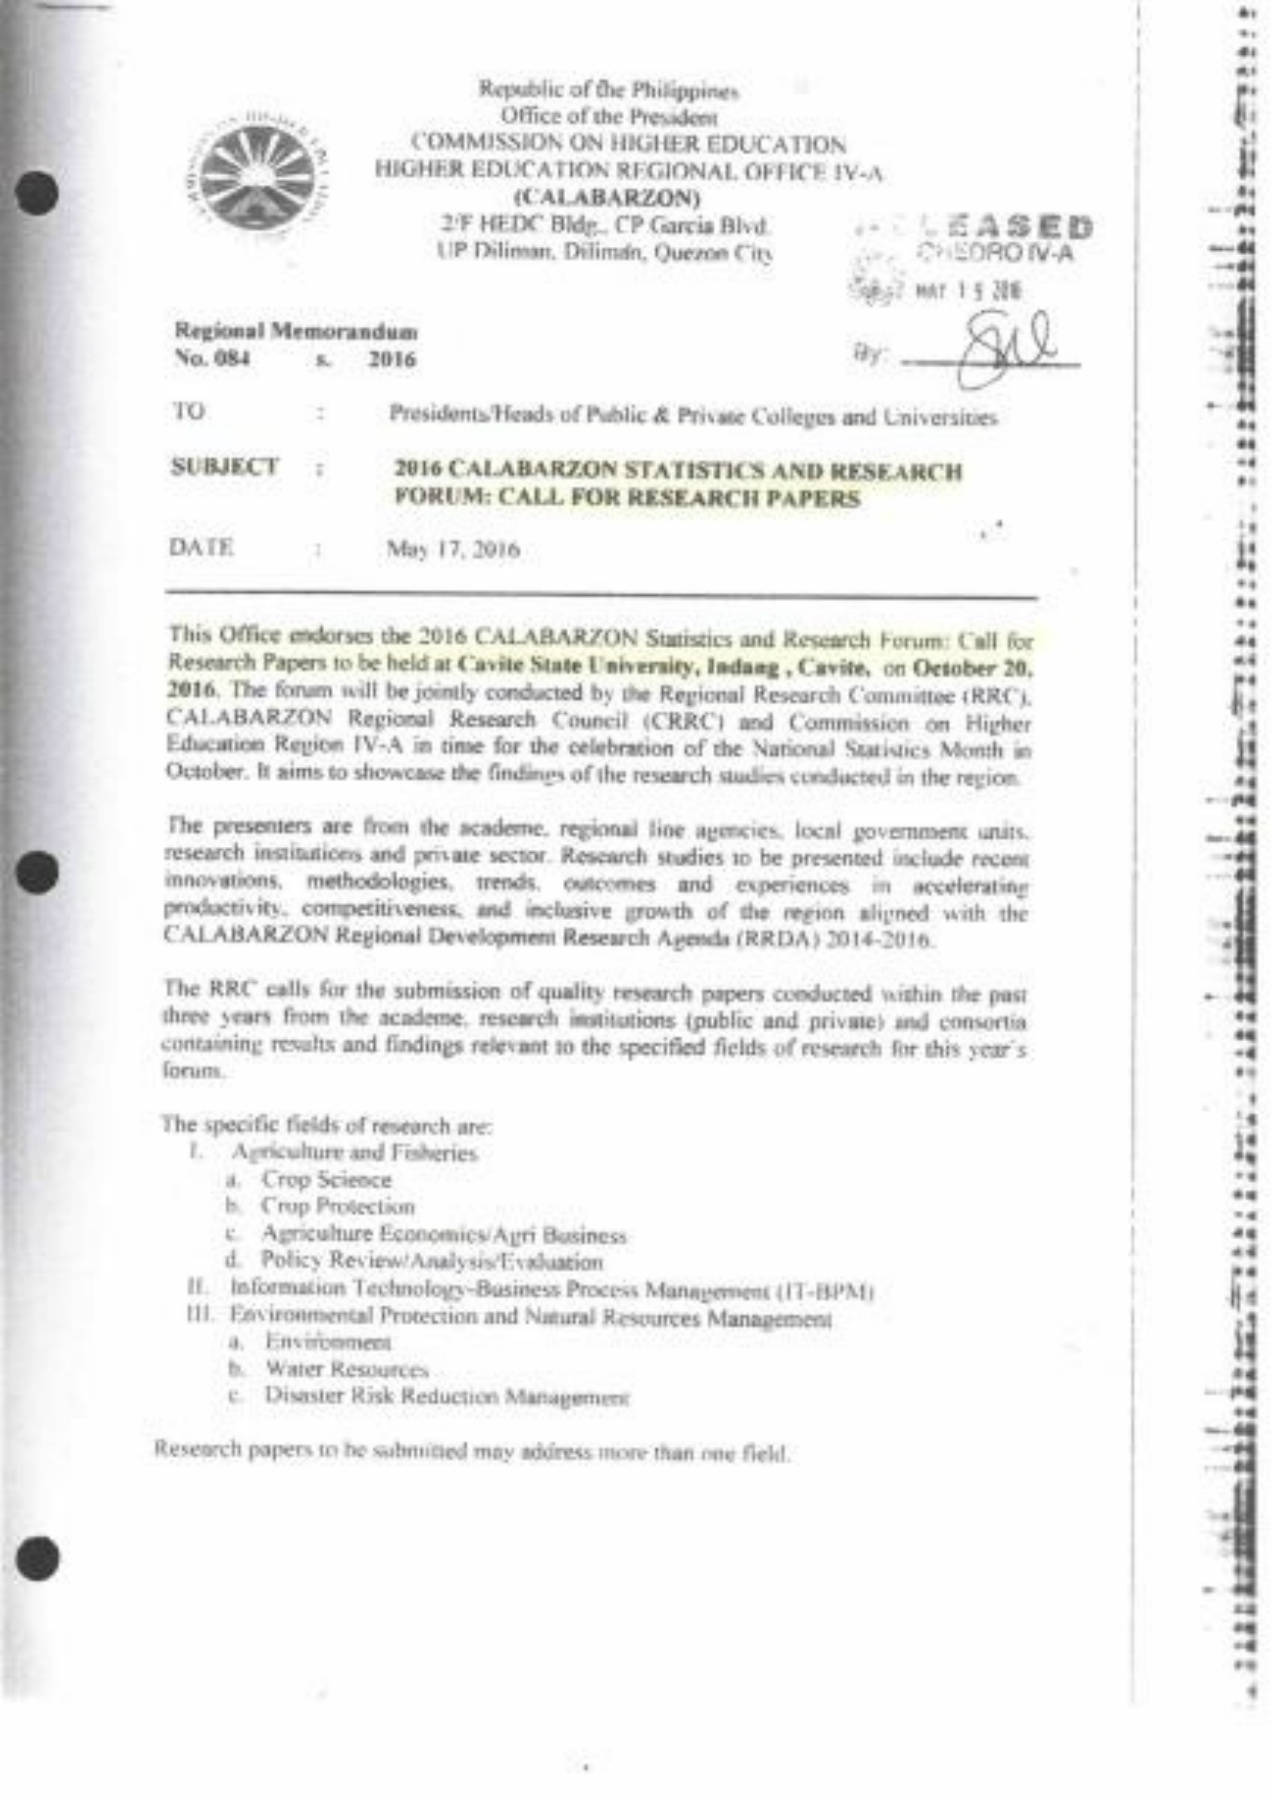 Republic of the Philippines
Office of the President
COMMISSION ON HIGHER EDUCATION
HIGHER EDUCATION REGIONAL OFFICE IV-A
(CALABARZON)
2/F HEDC Bldg., CP Garcia Blvd.
UP Diliman, Diliman, Quezon City
LEASED
CHEDRO IV-A
MAY 19 2016
By:
Regional Memorandum
No. 084 s. 2016
TO : Presidents/Heads of Public & Private Colleges and Universities
SUBJECT : 2016 CALABARZON STATISTICS AND RESEARCH
FORUM: CALL FOR RESEARCH PAPERS
DATE : May 17, 2016
This Office endorses the 2016 CALABARZON Statistics and Research Forum: Call for
Research Papers to be held at Cavite State University, Indang , Cavite, on October 20,
2016. The forum will be jointly conducted by the Regional Research Committee (RRC),
CALABARZON Regional Research Council (CRRC) and Commission on Higher
Education Region IV-A in time for the celebration of the National Statistics Month in
October. It aims to showcase the findings of the research studies conducted in the region.
The presenters are from the academe, regional line agencies, local government units,
research institutions and private sector. Research studies to be presented include recent
innovations, methodologies, trends, outcomes and experiences in accelerating
productivity, competitiveness, and inclusive growth of the region aligned with the
CALABARZON Regional Development Research Agenda (RRDA) 2014-2016.
The RRC calls for the submission of quality research papers conducted within the past
three years from the academe, research institutions (public and private) and consortia
containing results and findings relevant to the specified fields of research for this year's
forum.
The specific fields of research are:
I. Agriculture and Fisheries
a. Crop Science
b. Crop Protection
c. Agriculture Economics/Agri Business
d. Policy Review/Analysis/Evaluation
II. Information Technology-Business Process Management (IT-BPM)
III. Environmental Protection and Natural Resources Management
a. Environment
b. Water Resources
c. Disaster Risk Reduction Management
Research papers to be submitted may address more than one field.